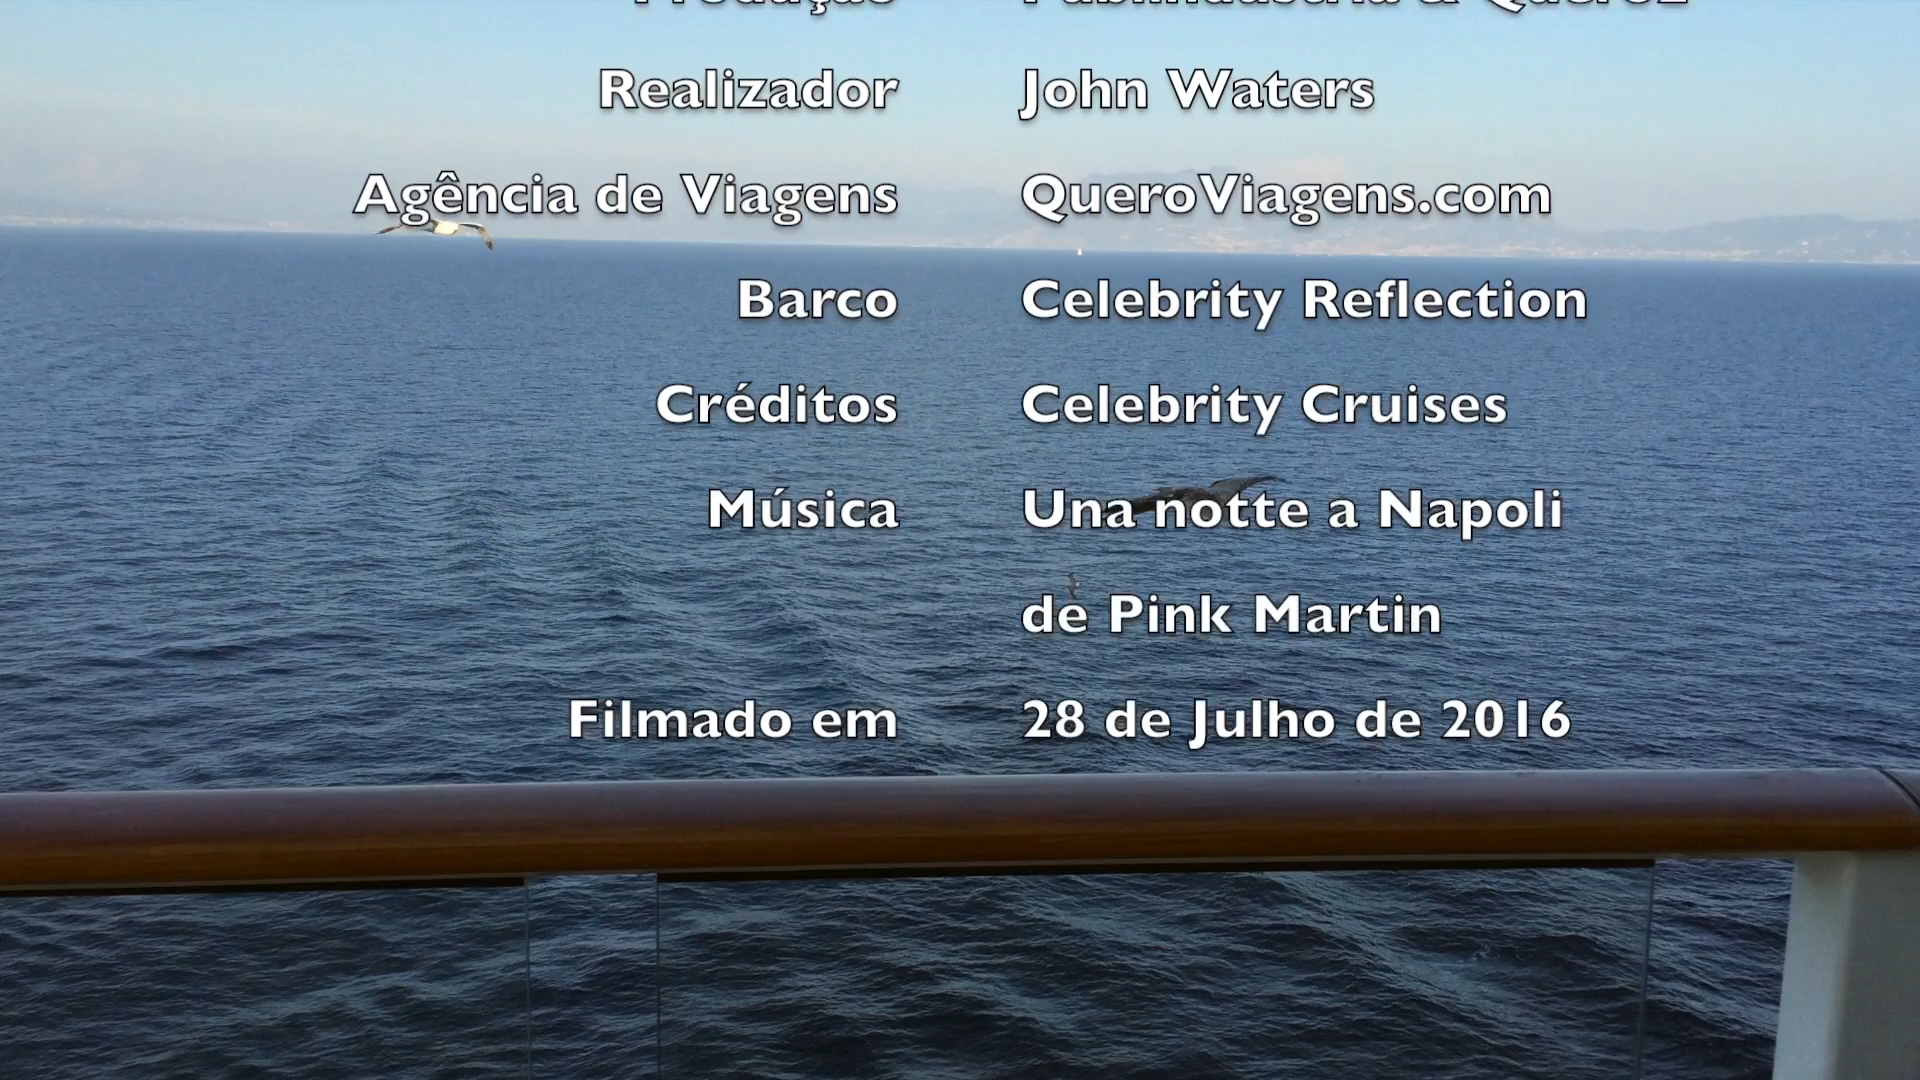 Realizador John Waters
Agência de Viagens QueroViagens.com
Barco Celebrity Reflection
Créditos Celebrity Cruises
Música Una notte a Napoli
de Pink Martin
Filmado em 28 de Julho de 2016